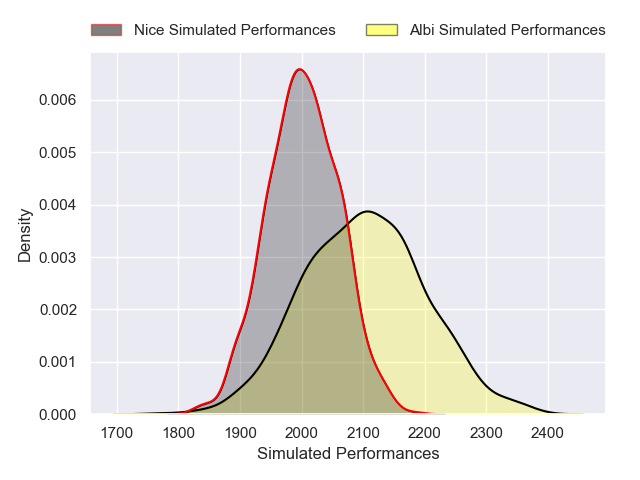 Nice Simulated Performances Albi Simulated Performances
0.006
0.005
0.004
0.003
0.002
0.001
0.000
Density
1700 1800 1900 2000 2100 2200 2300 2400
Simulated Performances